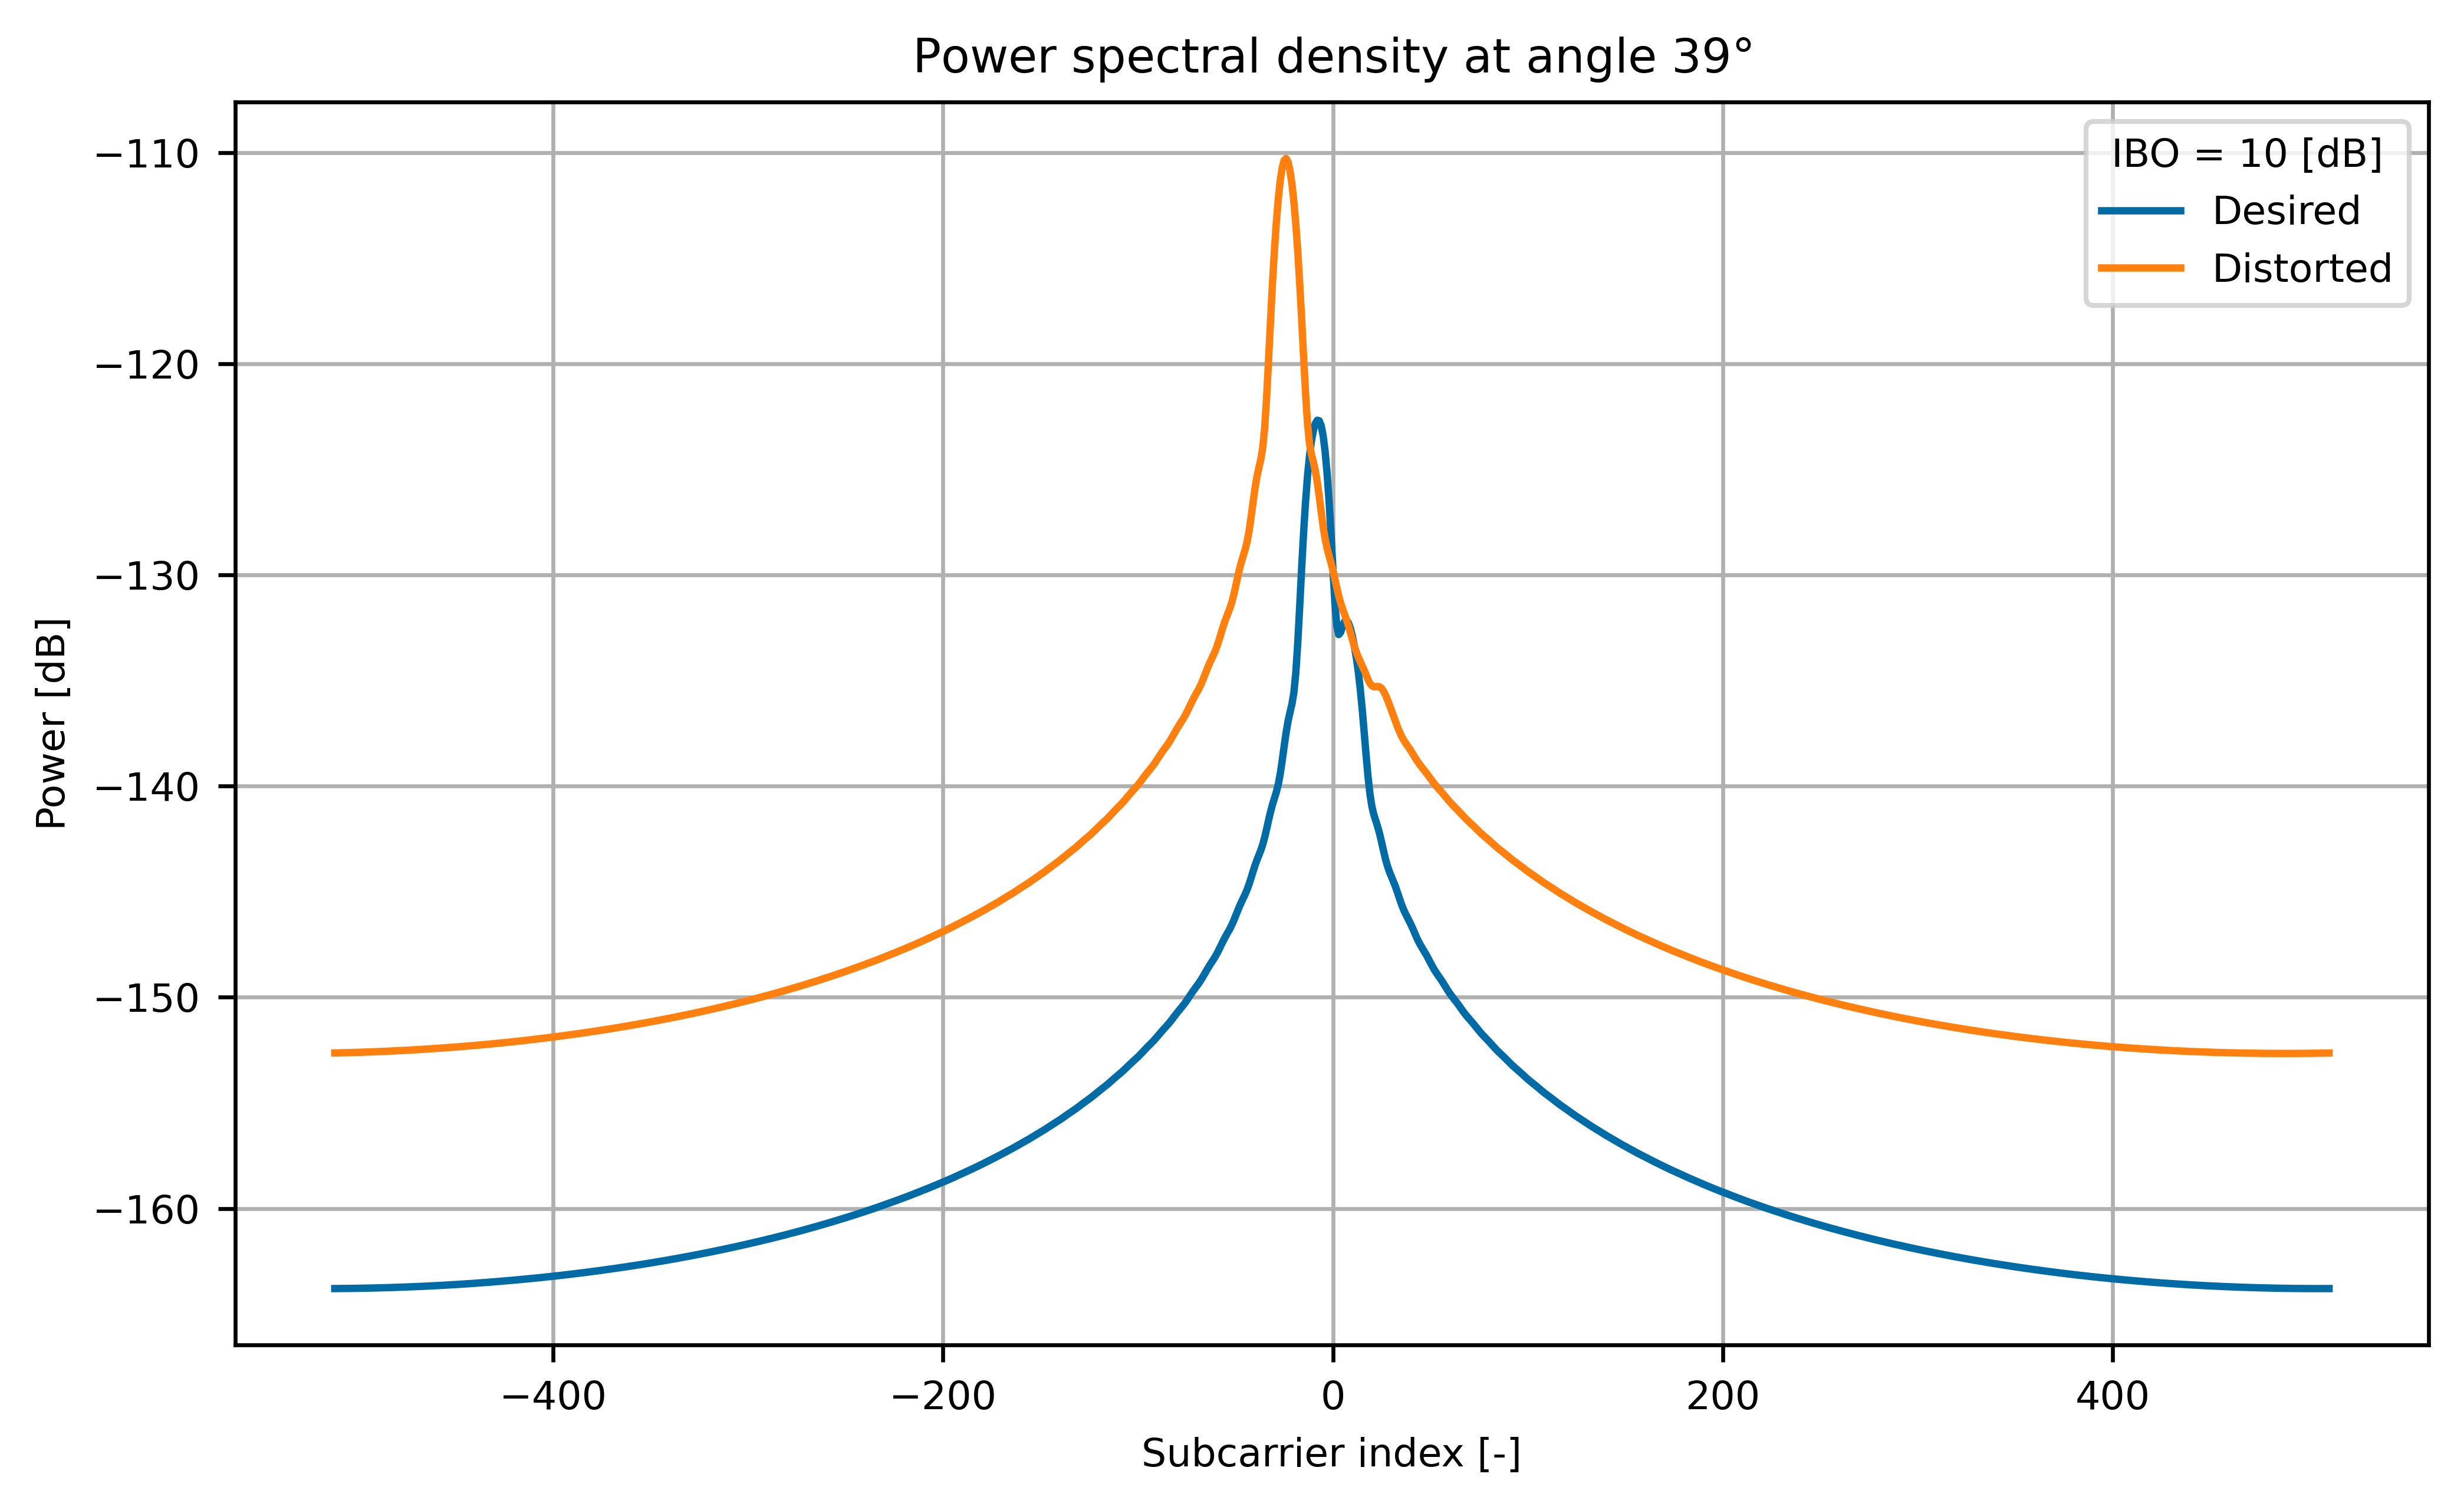 Power spectral density at angle 39°
IBO = 10 [dB]
Desired
Distorted
Power [dB]
−110
−120
−130
−140
−150
−160
−400
−200
0
200
400
Subcarrier index [-]